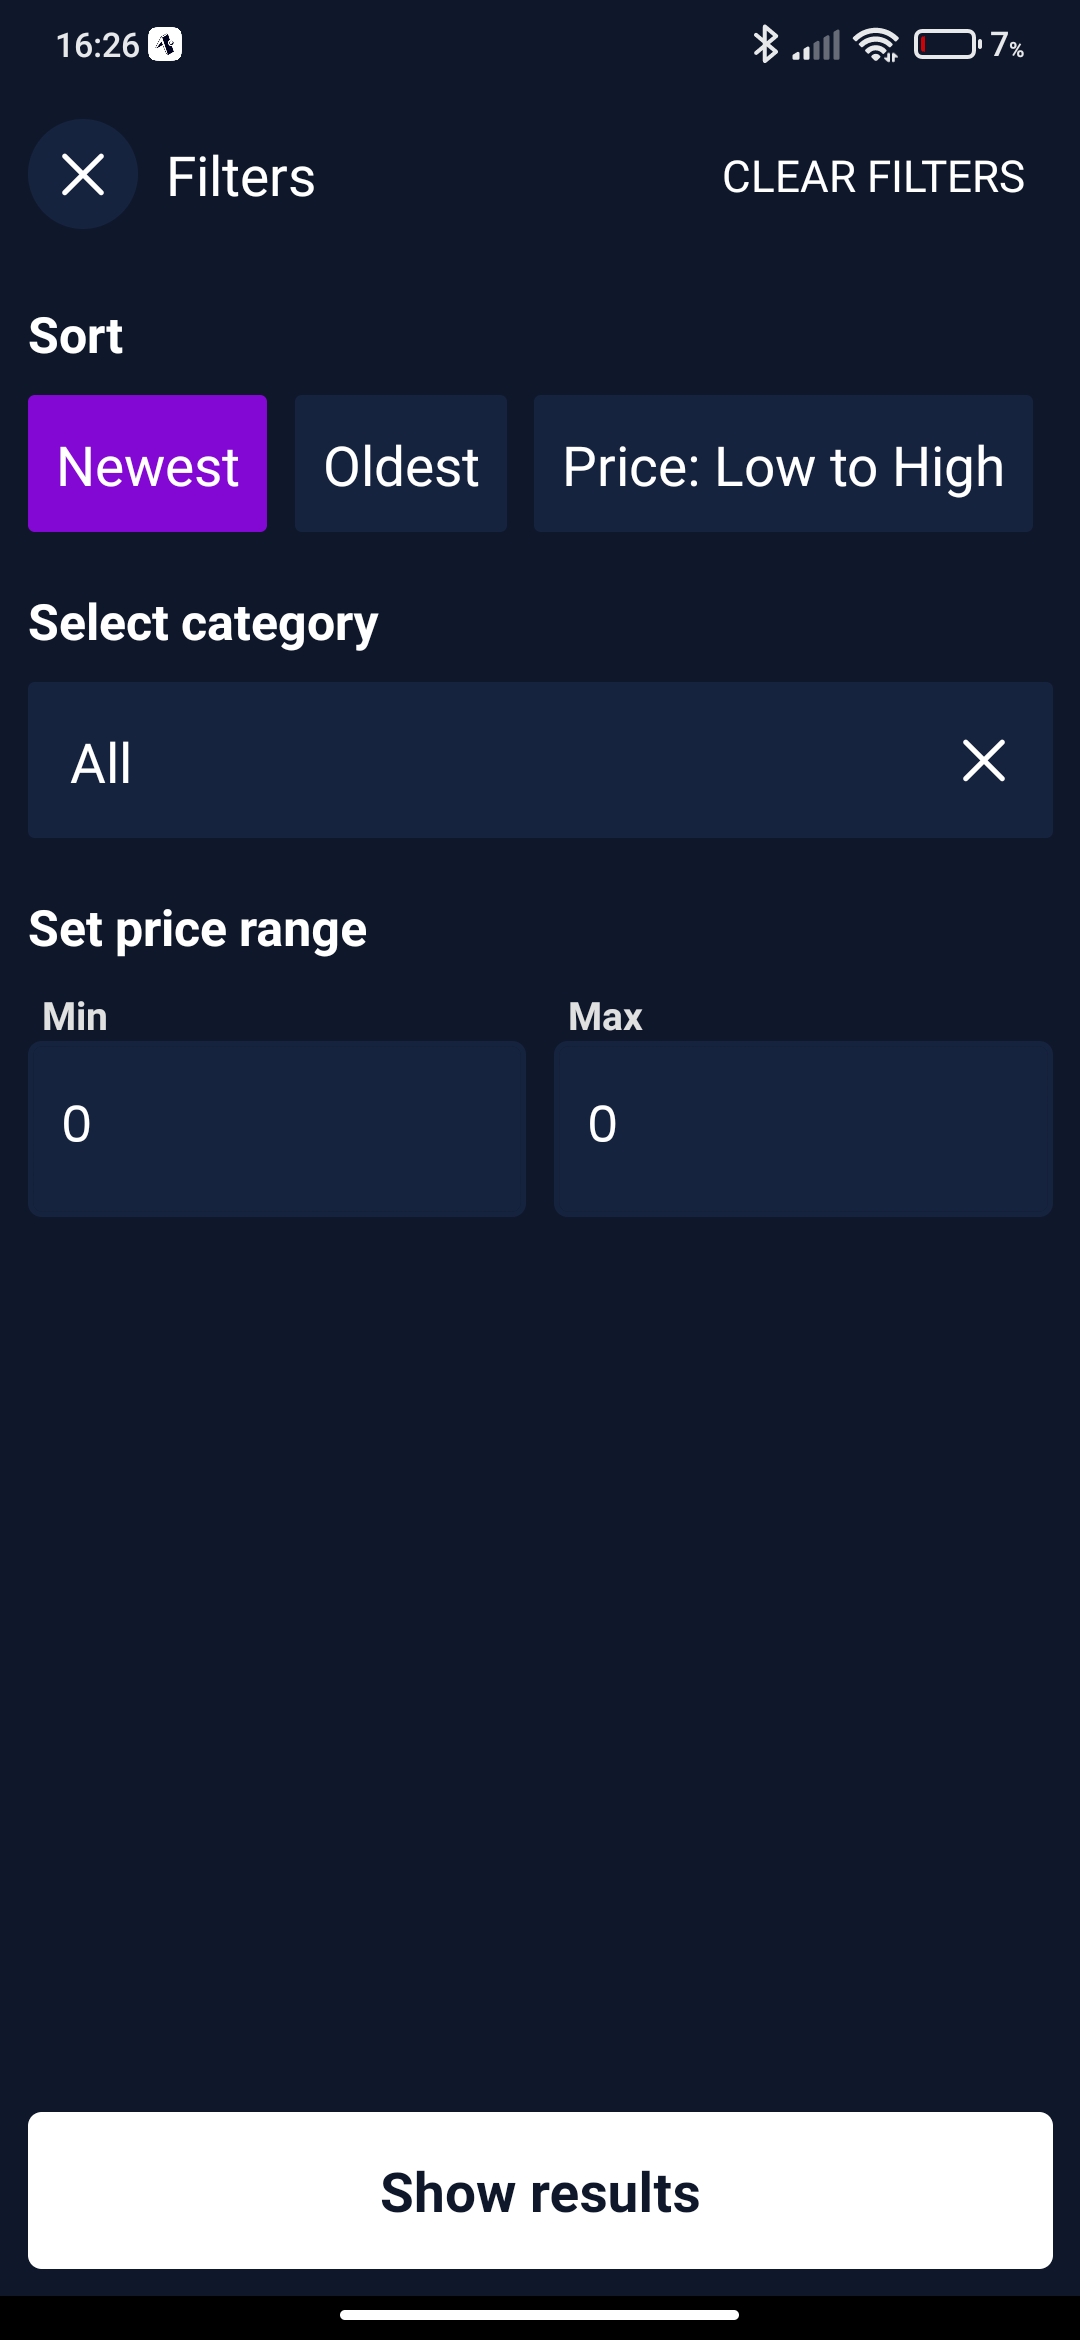 16:26 7%
Filters CLEAR FILTERS
Sort
Newest Oldest Price: Low to High
Select category
All
Set price range
Min Max
0 0
Show results